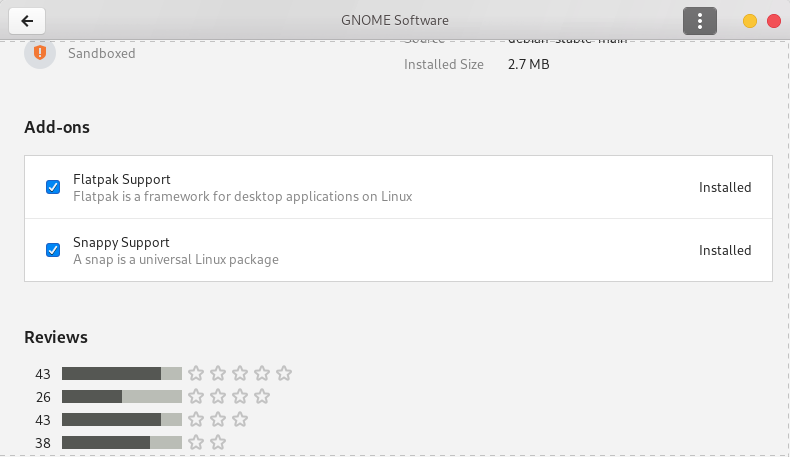 GNOME Software
Source debian-stable-main
Sandboxed
Installed Size 2.7 MB
Add-ons
Flatpak Support
Flatpak is a framework for desktop applications on Linux
Installed
Snappy Support
A snap is a universal Linux package
Installed
Reviews
43
26
43
38